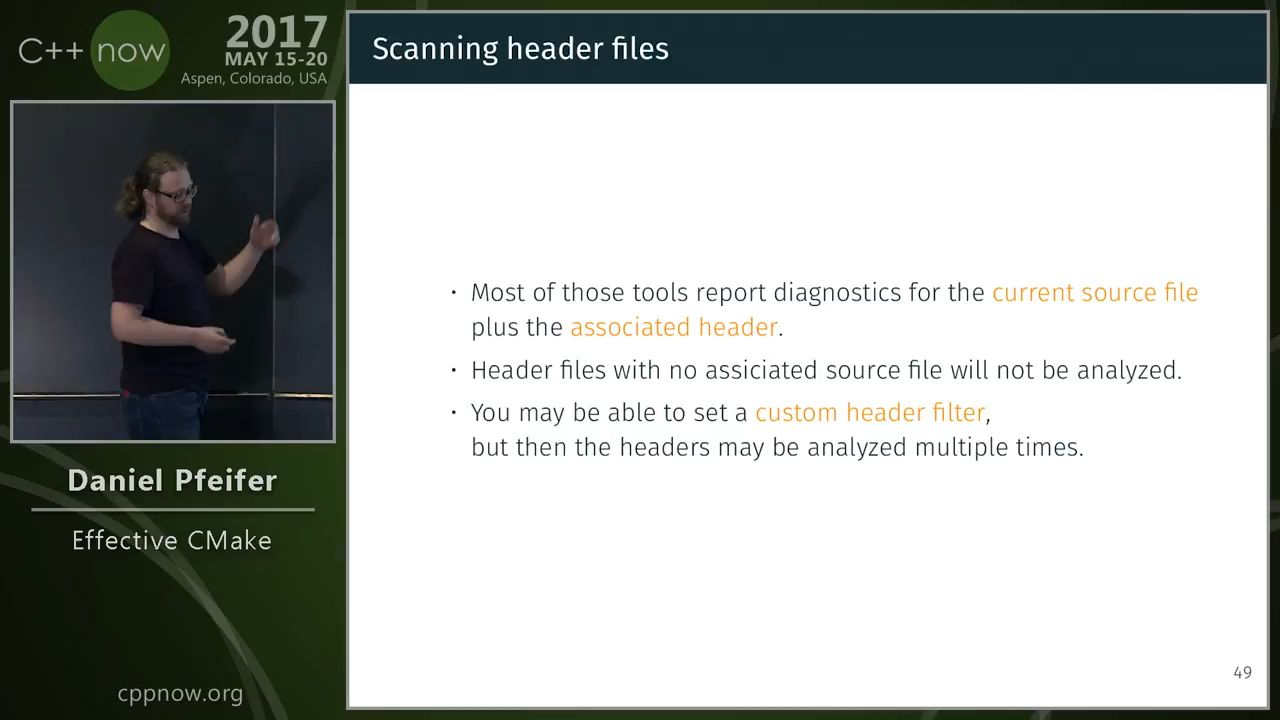 C++ now
2017
MAY 15-20
Aspen, Colorado, USA
Scanning header files
· Most of those tools report diagnostics for the current source file
plus the associated header.
· Header files with no assiciated source file will not be analyzed.
· You may be able to set a custom header filter,
but then the headers may be analyzed multiple times.
Daniel Pfeifer
Effective CMake
cppnow.org
49